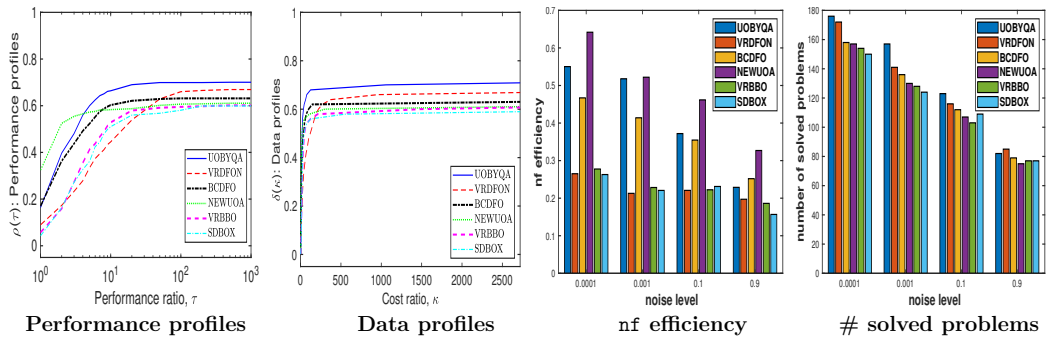 ρ(τ): Performance profiles
1
0.8
0.6
0.4
0.2
0
UOBYQA
VRDFON
BCDFO
NEWUOA
VRBBO
SDBOX
10^0
10^1
10^2
10^3
Performance ratio, τ
Performance profiles
δ(κ): Data profiles
1
0.8
0.6
0.4
0.2
0
UOBYQA
VRDFON
BCDFO
NEWUOA
VRBBO
SDBOX
0
500
1000
1500
2000
2500
Cost ratio, κ
Data profiles
nf efficiency
0.7
0.6
0.5
0.4
0.3
0.2
0.1
0
UOBYQA
VRDFON
BCDFO
NEWUOA
VRBBO
SDBOX
0.0001
0.001
0.1
0.9
noise level
nf efficiency
number of solved problems
180
160
140
120
100
80
60
40
20
0
UOBYQA
VRDFON
BCDFO
NEWUOA
VRBBO
SDBOX
0.0001
0.001
0.1
0.9
noise level
# solved problems